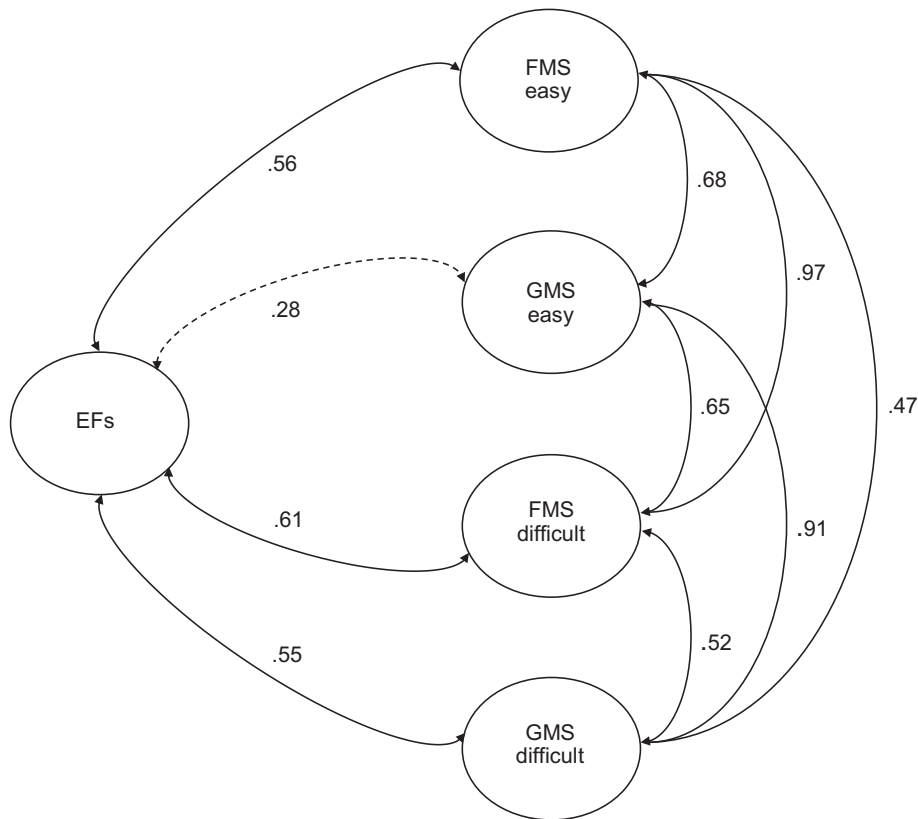 FMS
easy
.56
.68
GMS
easy
.97
.28
EFs
.65
.47
FMS
difficult
.61
.91
.52
.55
GMS
difficult